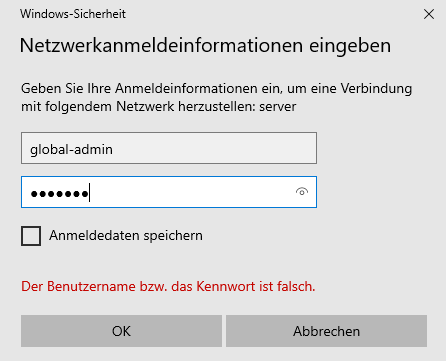 Windows-Sicherheit
Netzwerkanmeldeinformationen eingeben
Geben Sie Ihre Anmeldeinformationen ein, um eine Verbindung
mit folgendem Netzwerk herzustellen: server
global-admin
●●●●●●●
Anmeldedaten speichern
Der Benutzername bzw. das Kennwort ist falsch.
OK
Abbrechen